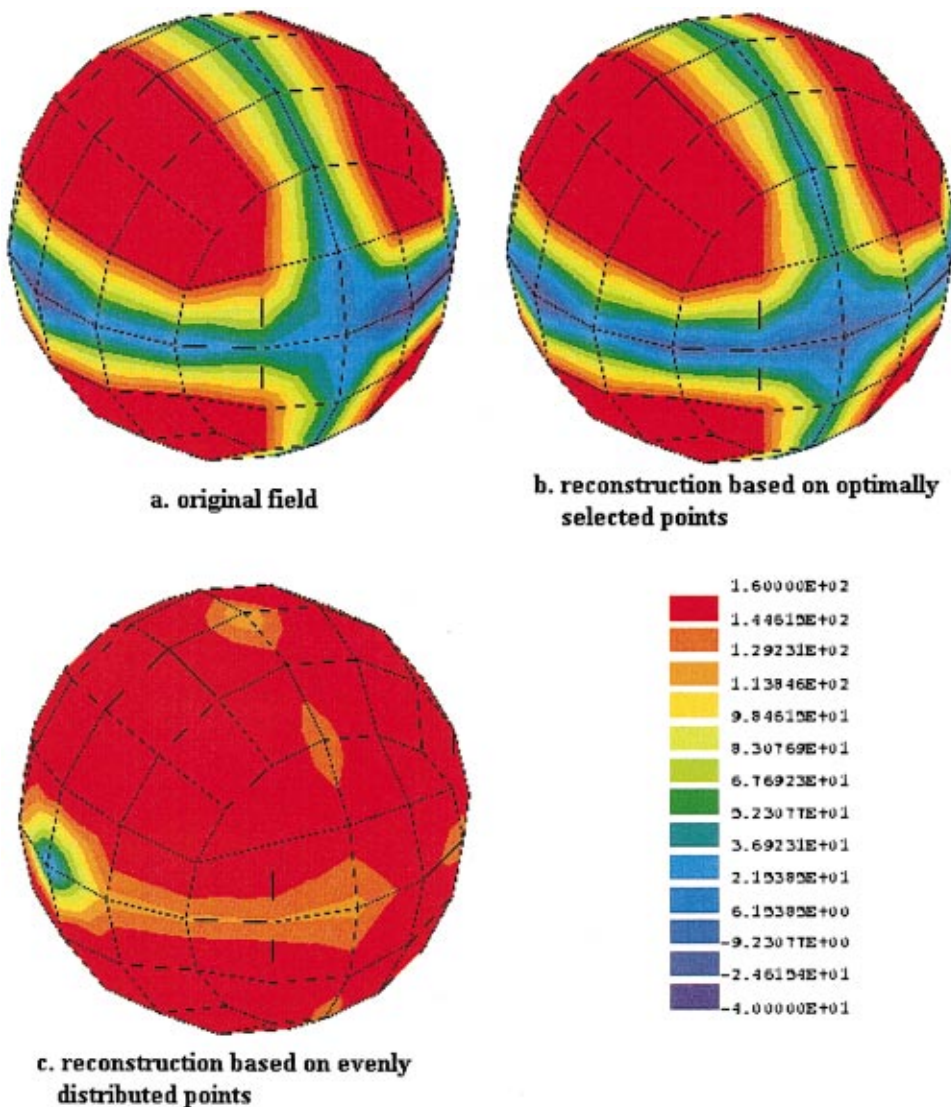 a. original field
b. reconstruction based on optimally
selected points
1.60000E+02
1.44615E+02
1.29231E+02
1.13846E+02
9.84615E+01
8.30769E+01
6.76923E+01
5.23077E+01
3.69231E+01
2.15385E+01
6.15385E+00
-9.23077E+00
-2.46154E+01
-4.00000E+01
c. reconstruction based on evenly
distributed points